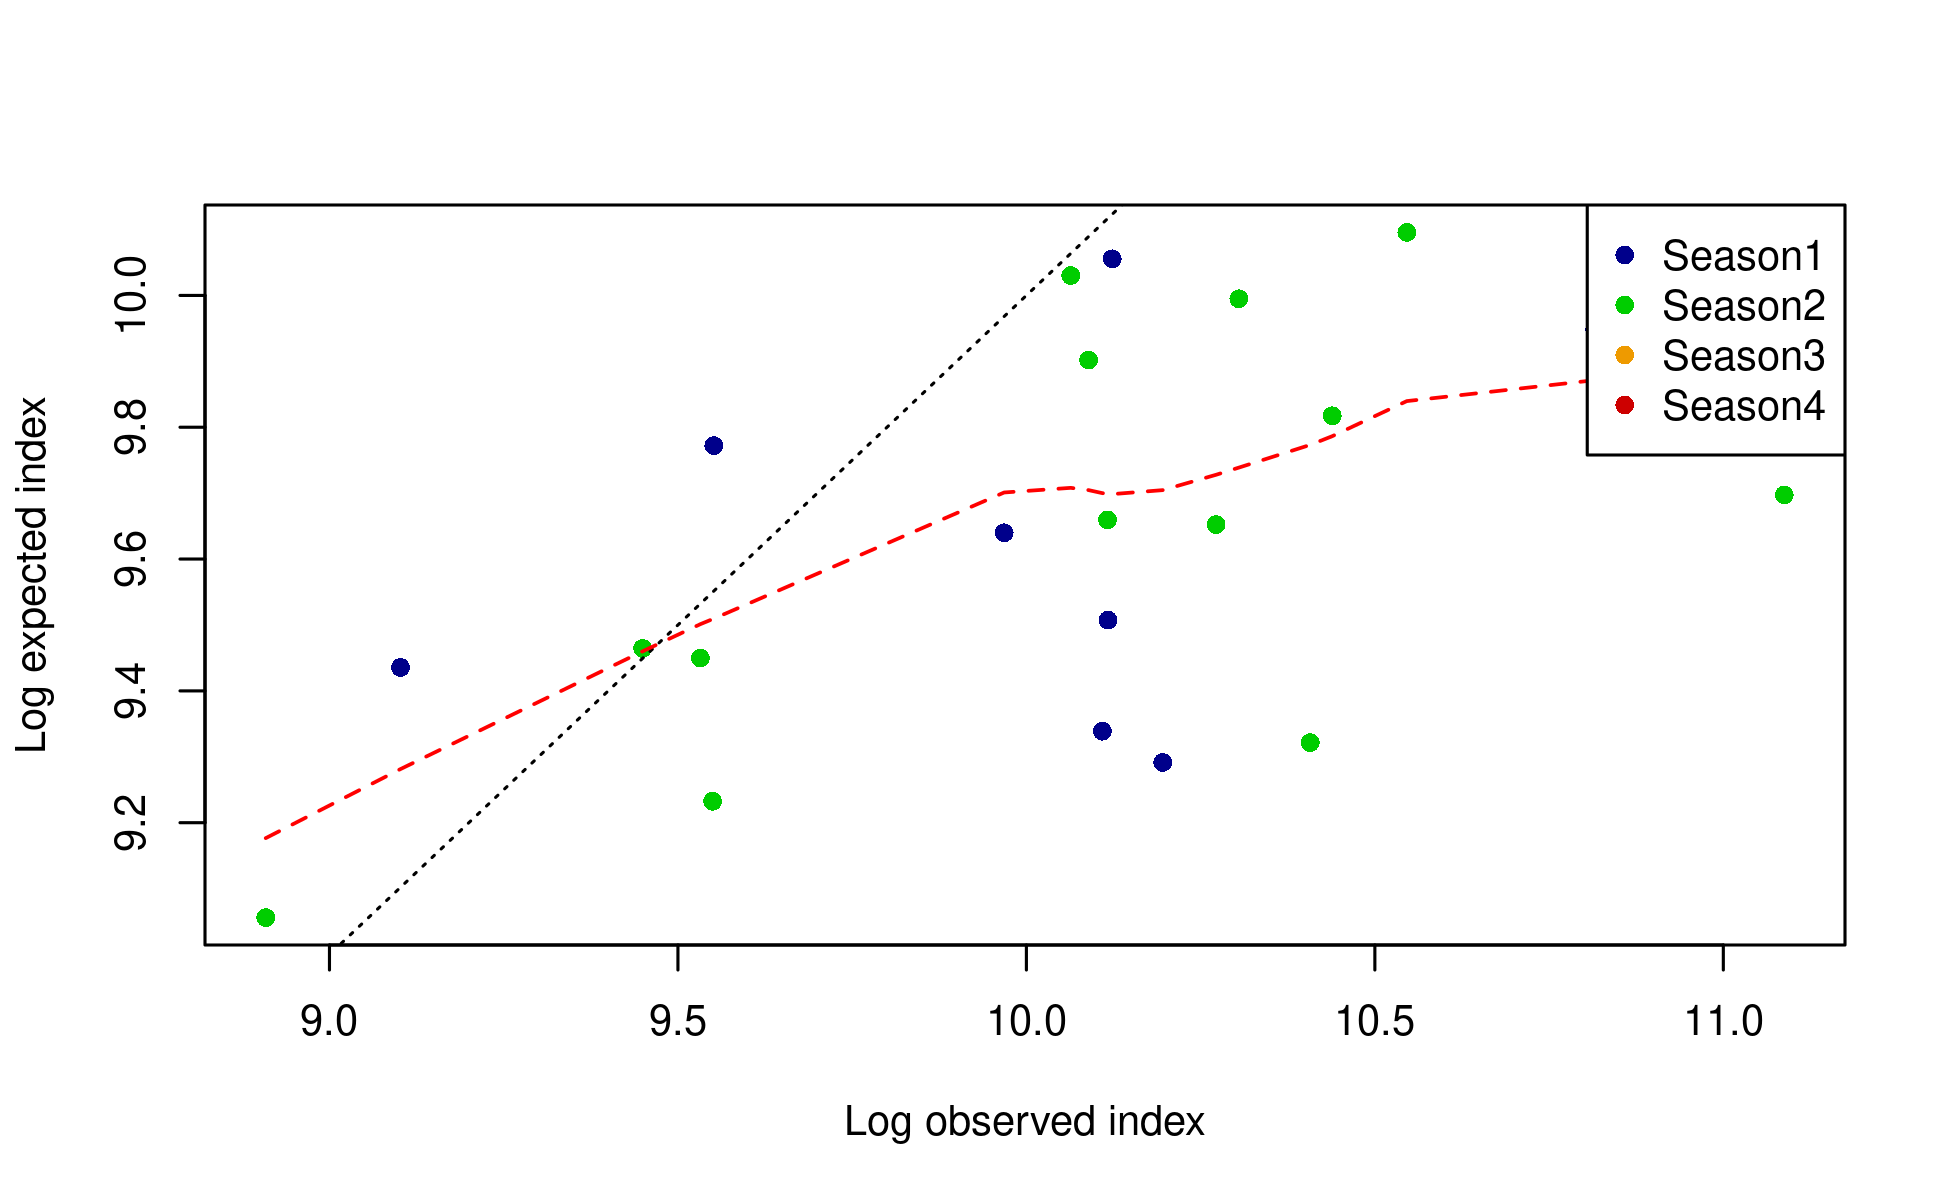 Season1
Season2
Season3
Season4
10.0
9.8
9.6
9.4
9.2
Log expected index
9.0 9.5 10.0 10.5 11.0
Log observed index